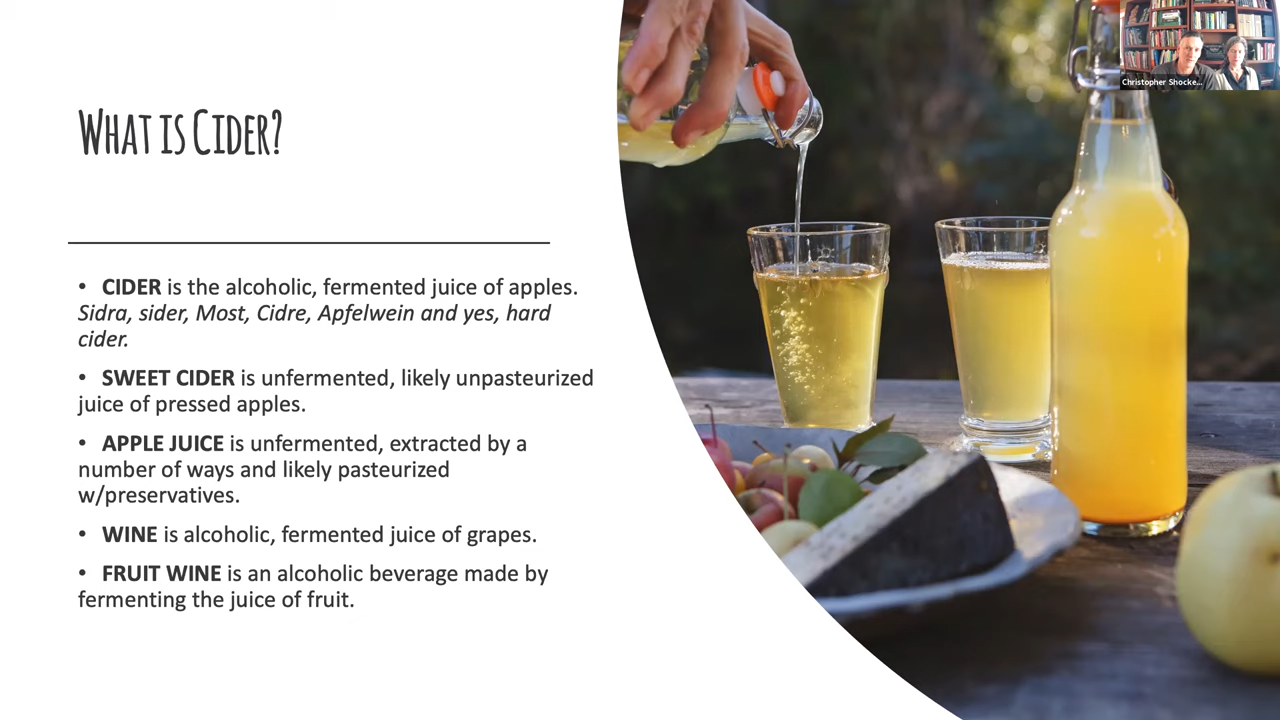 WHAT IS CIDER?
• CIDER is the alcoholic, fermented juice of apples.
Sidra, sider, Most, Cidre, Apfelwein and yes, hard
cider.
• SWEET CIDER is unfermented, likely unpasteurized
juice of pressed apples.
• APPLE JUICE is unfermented, extracted by a
number of ways and likely pasteurized
w/preservatives.
• WINE is alcoholic, fermented juice of grapes.
• FRUIT WINE is an alcoholic beverage made by
fermenting the juice of fruit.
Christopher Shocke...